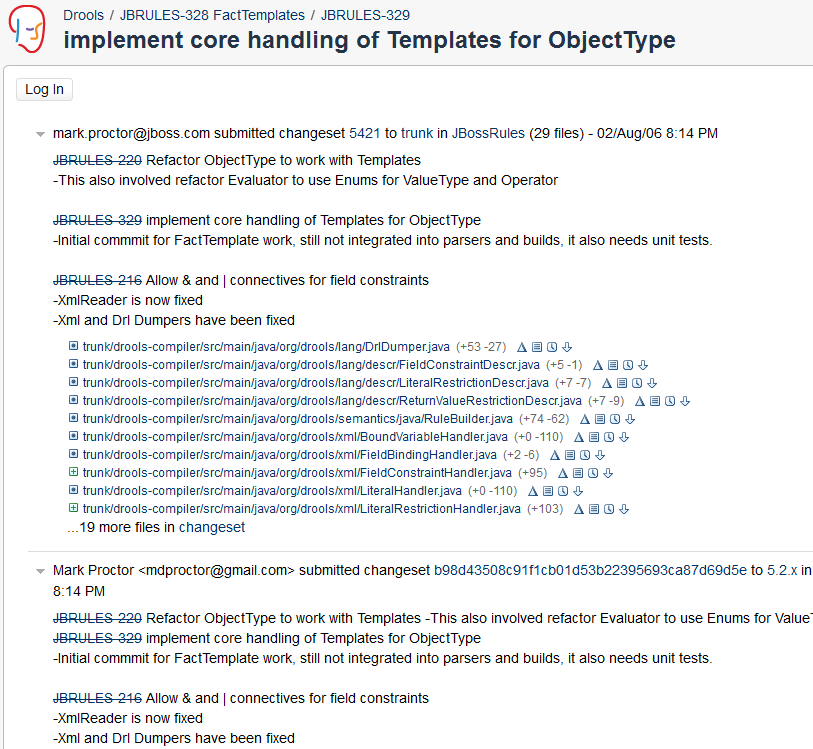 Drools / JBRULES-328 FactTemplates / JBRULES-329
implement core handling of Templates for ObjectType
Log In
mark.proctor@jboss.com submitted changeset 5421 to trunk in JBossRules (29 files) - 02/Aug/06 8:14 PM
JBRULES-220 Refactor ObjectType to work with Templates
-This also involved refactor Evaluator to use Enums for ValueType and Operator
JBRULES-329 implement core handling of Templates for ObjectType
-Initial commmit for FactTemplate work, still not integrated into parsers and builds, it also needs unit tests.
JBRULES-216 Allow & and | connectives for field constraints
-XmlReader is now fixed
-Xml and Drl Dumpers have been fixed
trunk/drools-compiler/src/main/java/org/drools/lang/DrlDumper.java (+53 -27)
trunk/drools-compiler/src/main/java/org/drools/lang/descr/FieldConstraintDescr.java (+5 -1)
trunk/drools-compiler/src/main/java/org/drools/lang/descr/LiteralRestrictionDescr.java (+7 -7)
trunk/drools-compiler/src/main/java/org/drools/lang/descr/ReturnValueRestrictionDescr.java (+7 -9)
trunk/drools-compiler/src/main/java/org/drools/semantics/java/RuleBuilder.java (+74 -62)
trunk/drools-compiler/src/main/java/org/drools/xml/BoundVariableHandler.java (+0 -110)
trunk/drools-compiler/src/main/java/org/drools/xml/FieldBindingHandler.java (+2 -6)
trunk/drools-compiler/src/main/java/org/drools/xml/FieldConstraintHandler.java (+95)
trunk/drools-compiler/src/main/java/org/drools/xml/LiteralHandler.java (+0 -110)
trunk/drools-compiler/src/main/java/org/drools/xml/LiteralRestrictionHandler.java (+103)
...19 more files in changeset
Mark Proctor <mdproctor@gmail.com> submitted changeset b98d43508c91f1cb01d53b22395693ca87d69d5e to 5.2.x in
8:14 PM
JBRULES-220 Refactor ObjectType to work with Templates -This also involved refactor Evaluator to use Enums for ValueT
JBRULES-329 implement core handling of Templates for ObjectType
-Initial commmit for FactTemplate work, still not integrated into parsers and builds, it also needs unit tests.
JBRULES-216 Allow & and | connectives for field constraints
-XmlReader is now fixed
-Xml and Drl Dumpers have been fixed